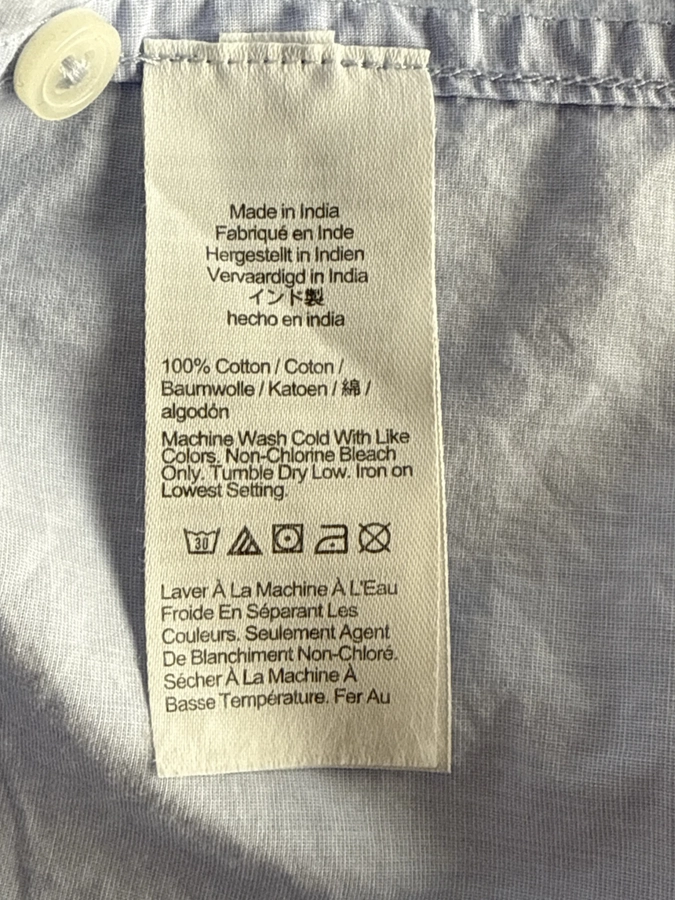 Made in India
Fabriqué en Inde
Hergestellt in Indien
Vervaardigd in India
インド製
hecho en india
100% Cotton / Coton /
Baumwolle / Katoen / 綿 /
algodón
Machine Wash Cold With Like
Colors. Non-Chlorine Bleach
Only. Tumble Dry Low. Iron on
Lowest Setting.
30
Laver À La Machine À L'Eau
Froide En Séparant Les
Couleurs. Seulement Agent
De Blanchiment Non-Chloré.
Sécher À La Machine À
Basse Température. Fer Au